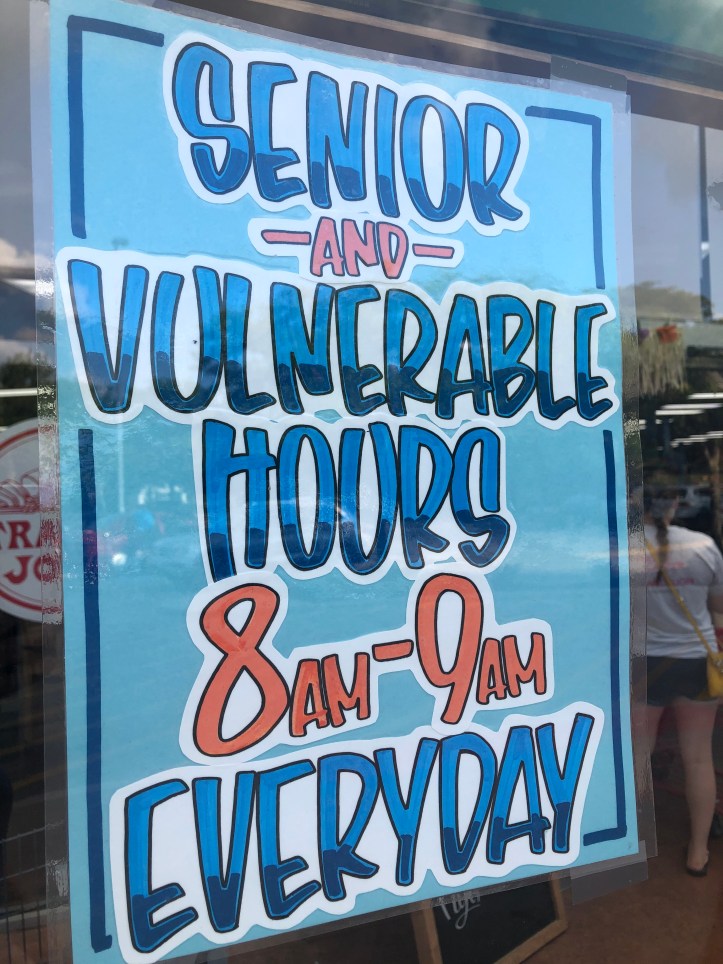 SENIOR
-AND-
VULNERABLE
HOURS
8AM-9AM
EVERYDAY